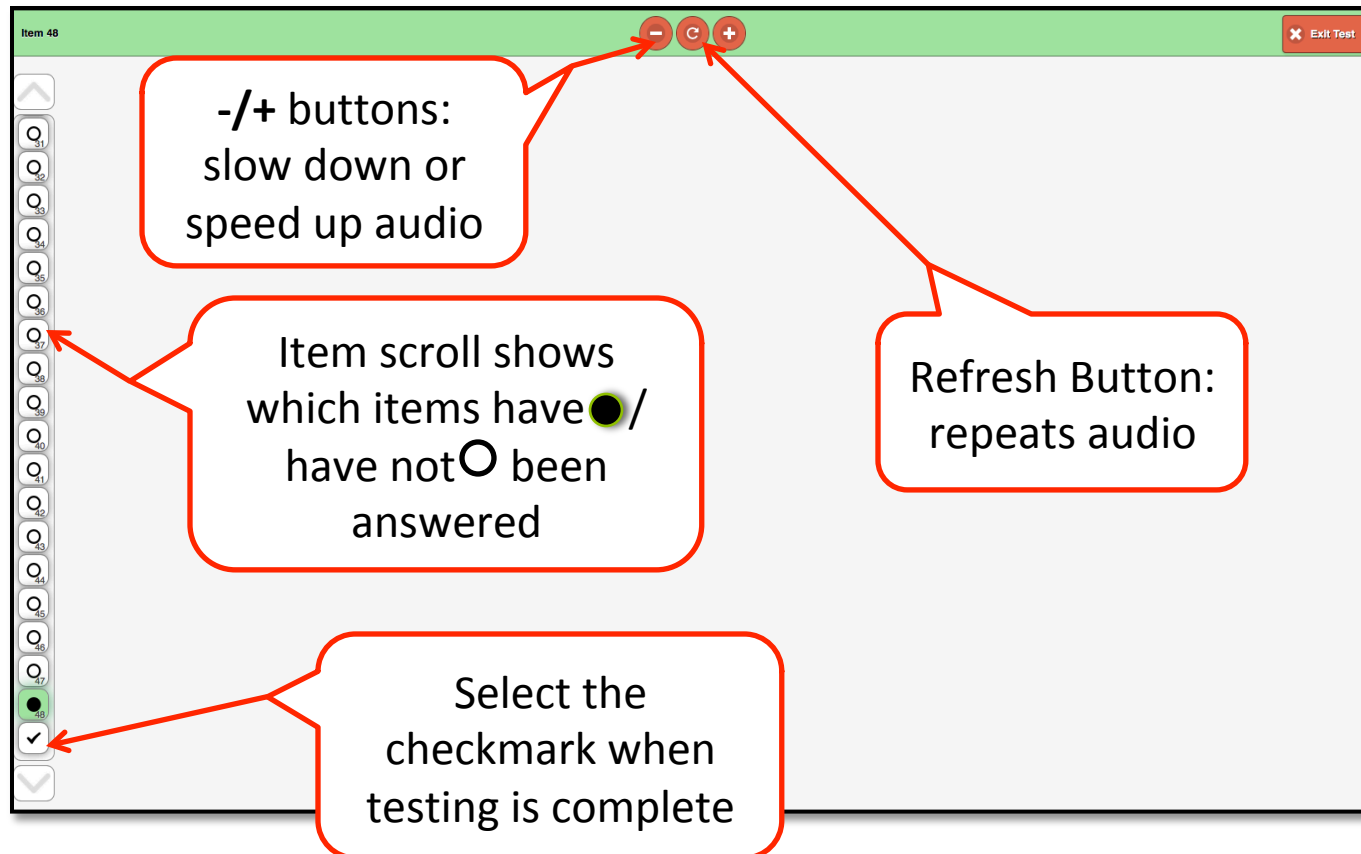 Item 48
Exit Test
-/+ buttons:
slow down or
speed up audio
31
32
33
34
35
36
37
38
39
40
41
42
43
44
45
46
47
48
Item scroll shows
which items have /
have not been
answered
Refresh Button:
repeats audio
Select the
checkmark when
testing is complete